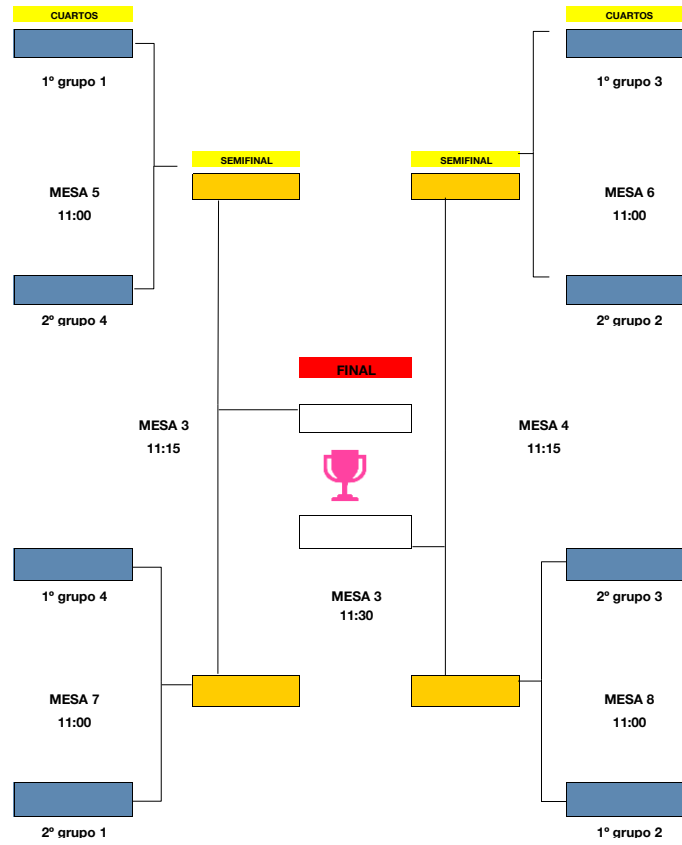 CUARTOS
CUARTOS
1º grupo 1
1º grupo 3
SEMIFINAL
SEMIFINAL
MESA 5
11:00
MESA 6
11:00
2º grupo 4
2º grupo 2
FINAL
MESA 3
11:15
MESA 4
11:15
1º grupo 4
MESA 3
11:30
2º grupo 3
MESA 7
11:00
MESA 8
11:00
2º grupo 1
1º grupo 2